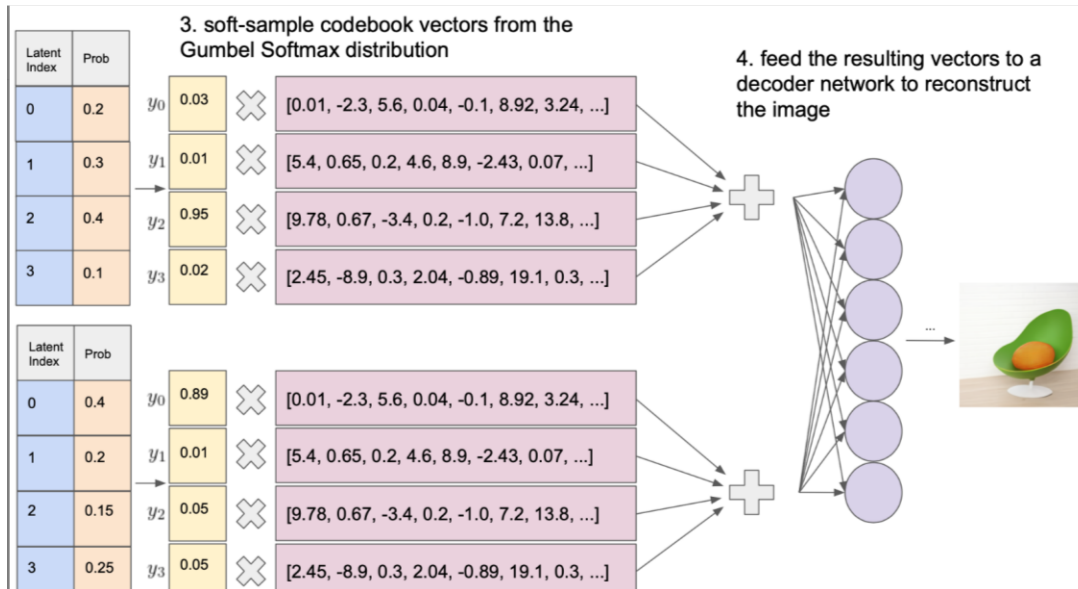 3. soft-sample codebook vectors from the
Gumbel Softmax distribution
4. feed the resulting vectors to a
decoder network to reconstruct
the image
Latent
Index
Prob
0 0.2
1 0.3
2 0.4
3 0.1
y₀ 0.03 [0.01, -2.3, 5.6, 0.04, -0.1, 8.92, 3.24, ...]
y₁ 0.01 [5.4, 0.65, 0.2, 4.6, 8.9, -2.43, 0.07, ...]
y₂ 0.95 [9.78, 0.67, -3.4, 0.2, -1.0, 7.2, 13.8, ...]
y₃ 0.02 [2.45, -8.9, 0.3, 2.04, -0.89, 19.1, 0.3, ...]
...
Latent
Index
Prob
0 0.4
1 0.2
2 0.15
3 0.25
y₀ 0.89 [0.01, -2.3, 5.6, 0.04, -0.1, 8.92, 3.24, ...]
y₁ 0.01 [5.4, 0.65, 0.2, 4.6, 8.9, -2.43, 0.07, ...]
y₂ 0.05 [9.78, 0.67, -3.4, 0.2, -1.0, 7.2, 13.8, ...]
y₃ 0.05 [2.45, -8.9, 0.3, 2.04, -0.89, 19.1, 0.3, ...]